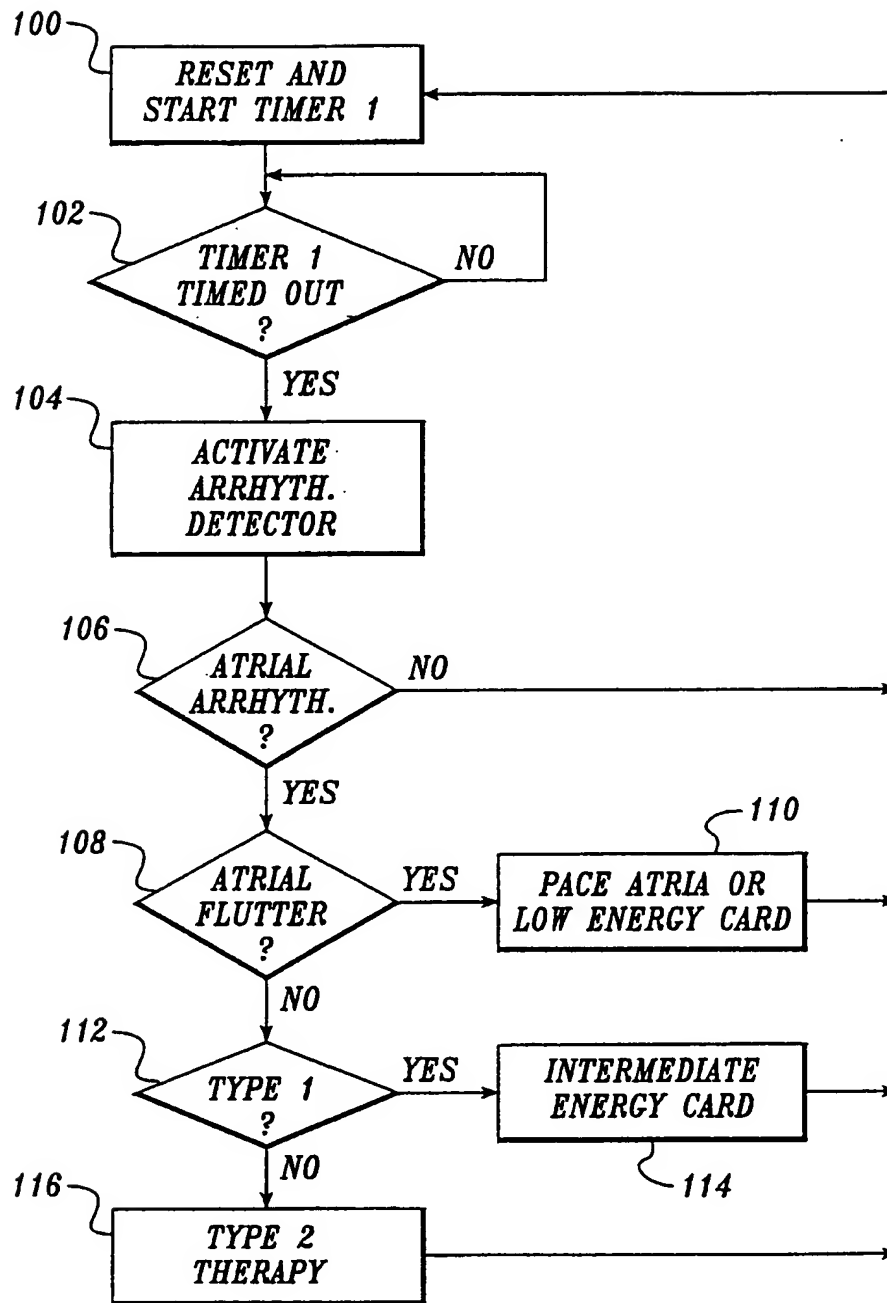 100
RESET AND
START TIMER 1
102
TIMER 1
TIMED OUT
?
NO
YES
104
ACTIVATE
ARRHYTH.
DETECTOR
106
ATRIAL
ARRHYTH.
?
NO
YES
108
ATRIAL
FLUTTER
?
YES
110
PACE ATRIA OR
LOW ENERGY CARD
NO
112
TYPE 1
?
YES
INTERMEDIATE
ENERGY CARD
114
NO
116
TYPE 2
THERAPY